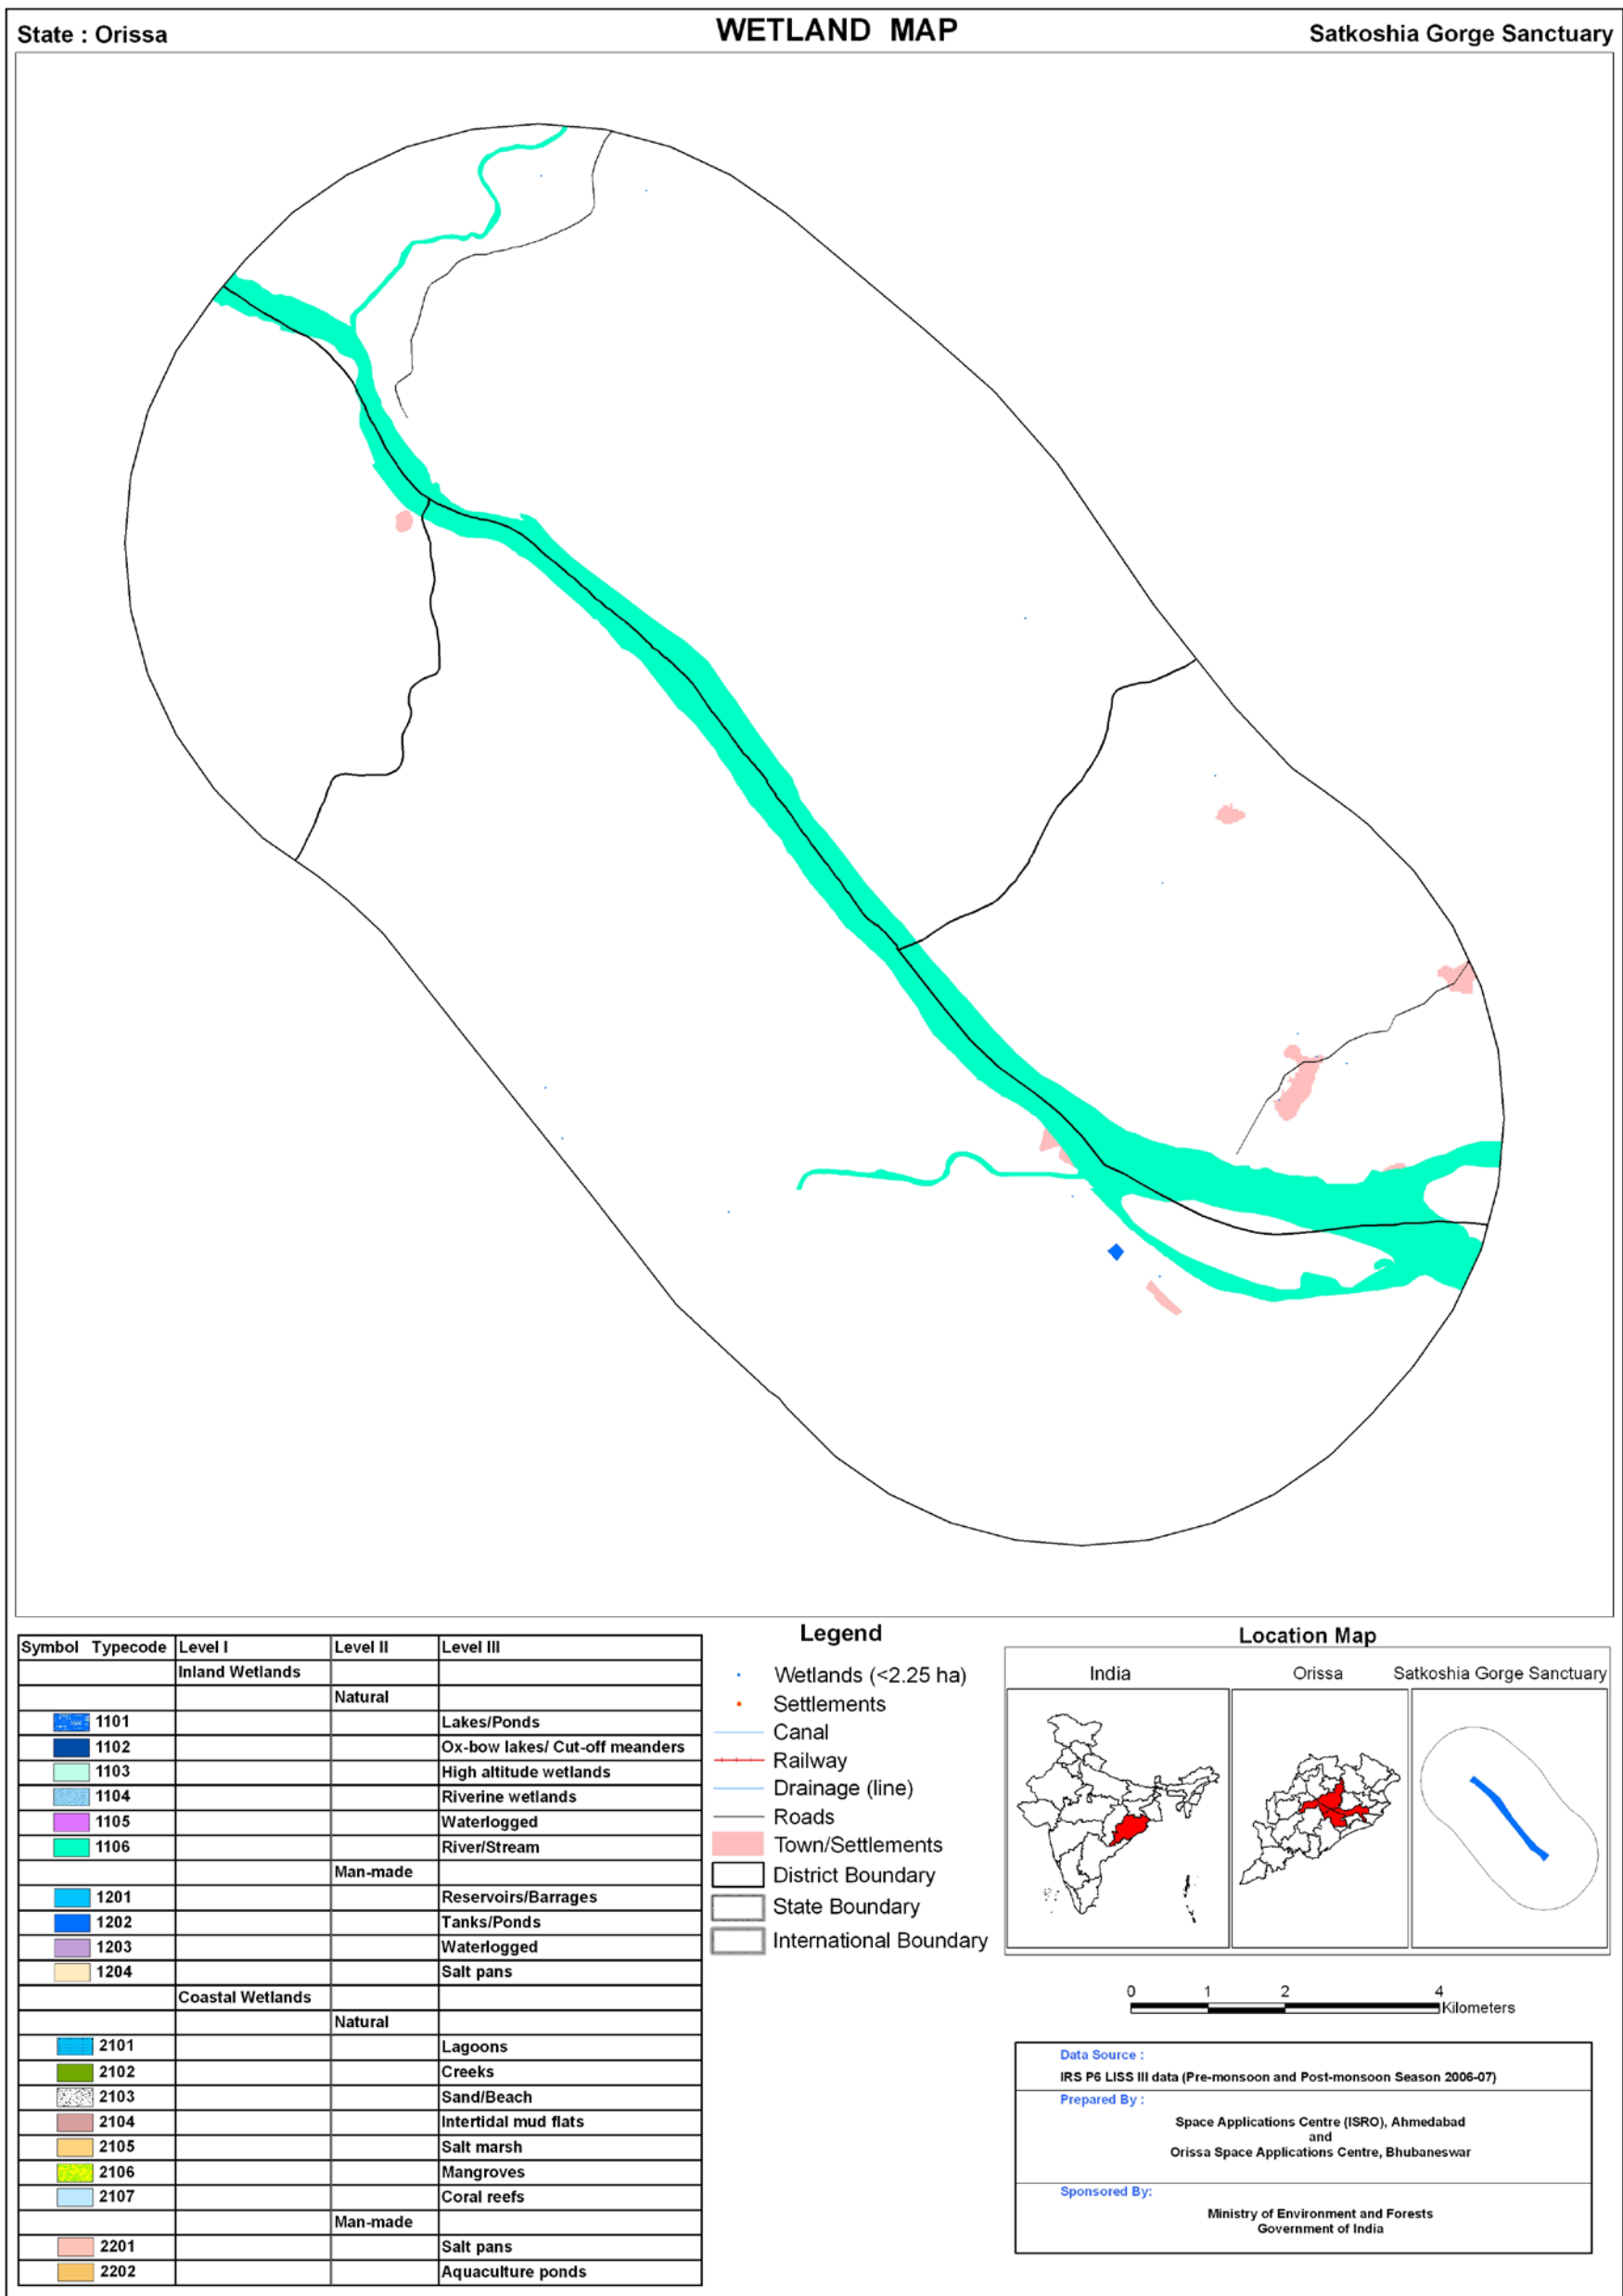 State : Orissa
WETLAND MAP
Satkoshia Gorge Sanctuary
Symbol Typecode Level I Level II Level III
Inland Wetlands
Natural
1101 Lakes/Ponds
1102 Ox-bow lakes/ Cut-off meanders
1103 High altitude wetlands
1104 Riverine wetlands
1105 Waterlogged
1106 River/Stream
Man-made
1201 Reservoirs/Barrages
1202 Tanks/Ponds
1203 Waterlogged
1204 Salt pans
Coastal Wetlands
Natural
2101 Lagoons
2102 Creeks
2103 Sand/Beach
2104 Intertidal mud flats
2105 Salt marsh
2106 Mangroves
2107 Coral reefs
Man-made
2201 Salt pans
2202 Aquaculture ponds
Legend
Wetlands (<2.25 ha)
Settlements
Canal
Railway
Drainage (line)
Roads
Town/Settlements
District Boundary
State Boundary
International Boundary
Location Map
India Orissa Satkoshia Gorge Sanctuary
0 1 2 4
Kilometers
Data Source :
IRS P6 LISS III data (Pre-monsoon and Post-monsoon Season 2006-07)
Prepared By :
Space Applications Centre (ISRO), Ahmedabad
and
Orissa Space Applications Centre, Bhubaneswar
Sponsored By:
Ministry of Environment and Forests
Government of India